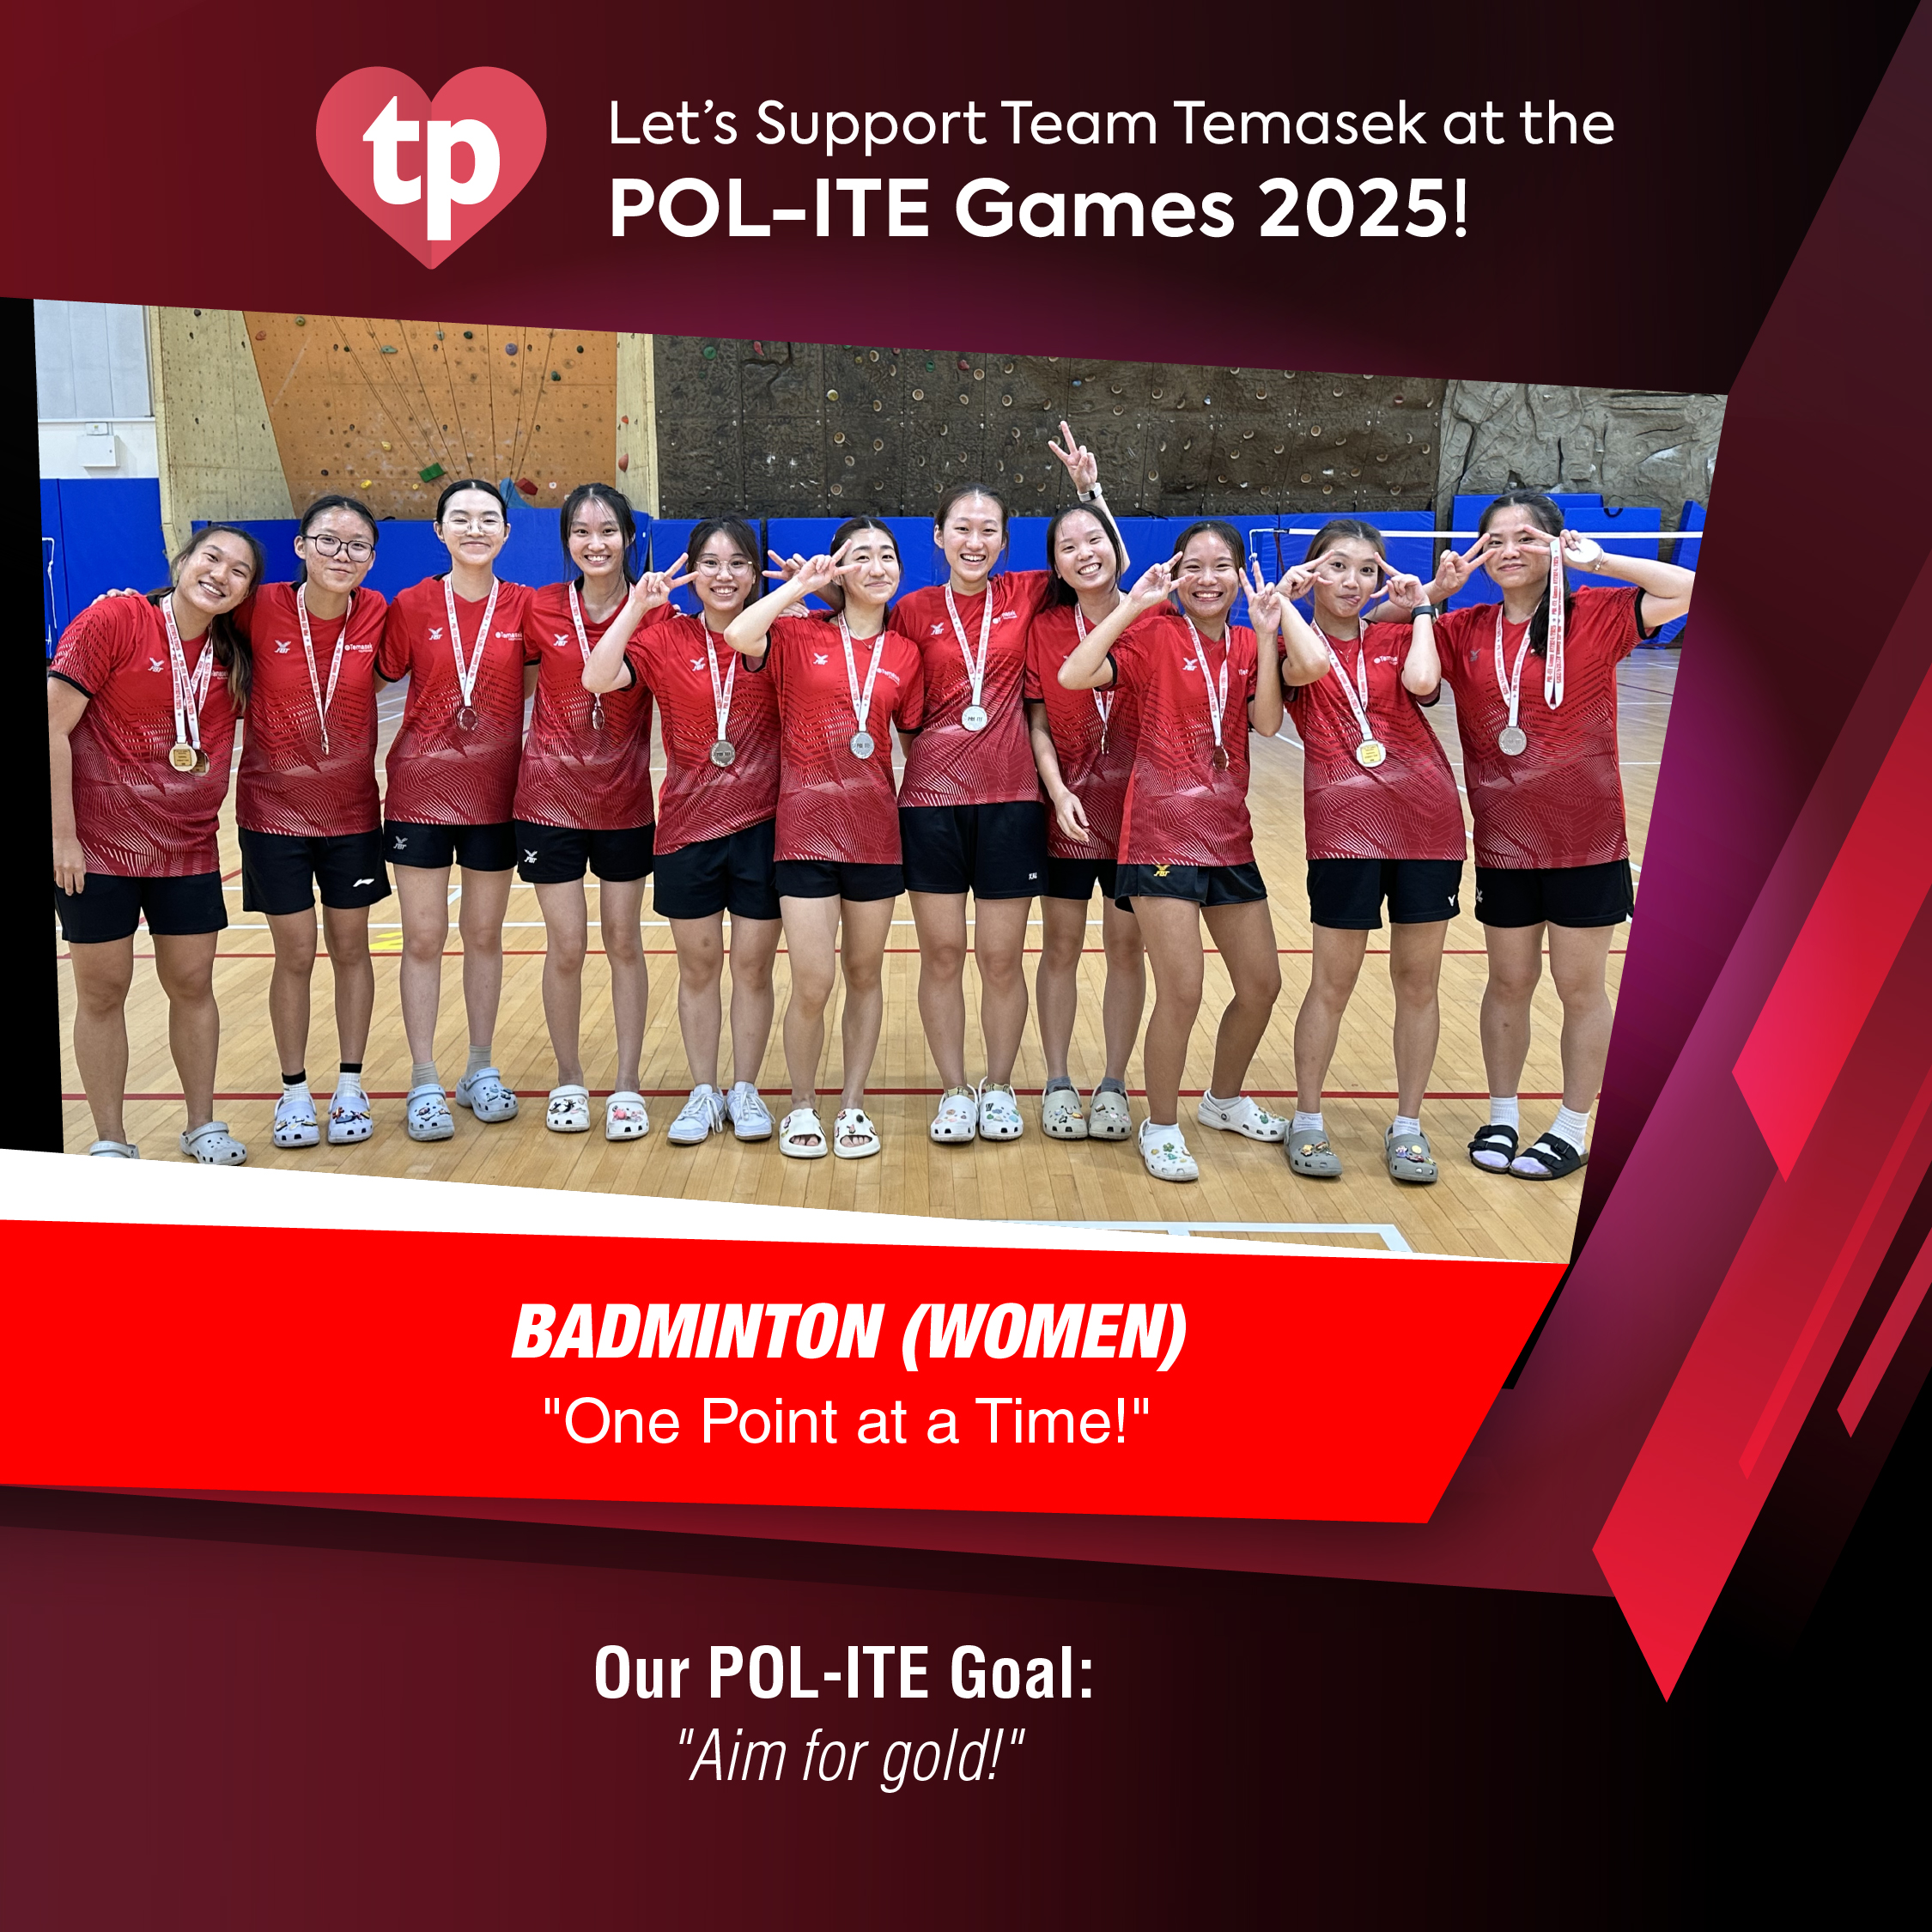 tp
Let's Support Team Temasek at the
POL-ITE Games 2025!
BADMINTON (WOMEN)
"One Point at a Time!"
Our POL-ITE Goal:
"Aim for gold!"